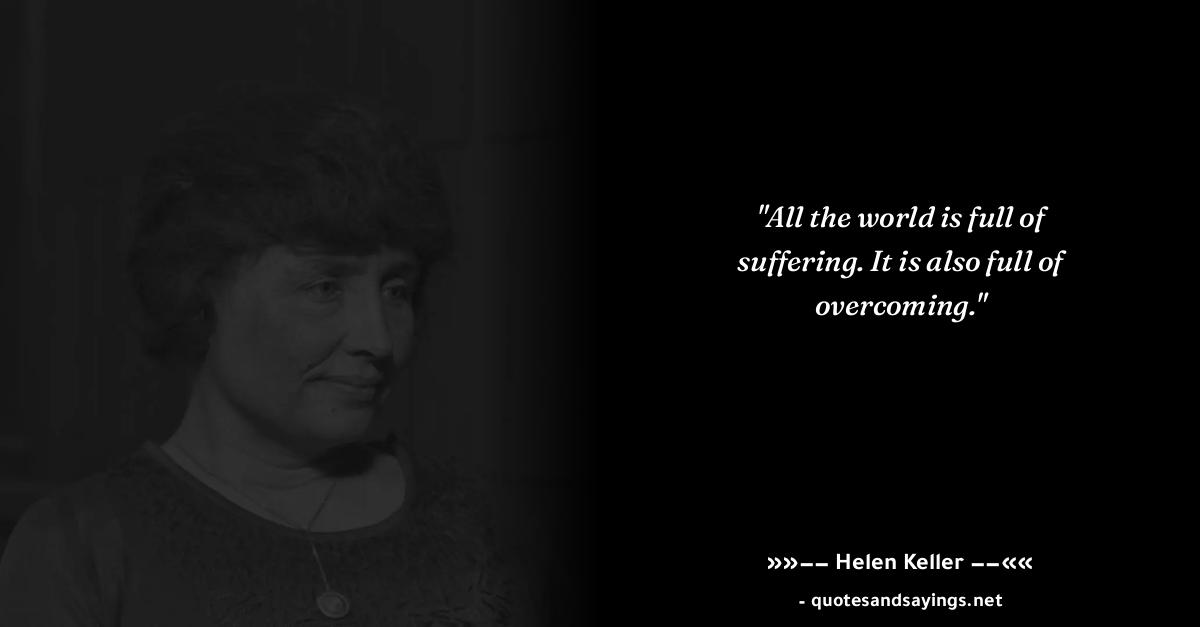 "All the world is full of
suffering. It is also full of
overcoming."
»»–– Helen Keller ––««
- quotesandsayings.net